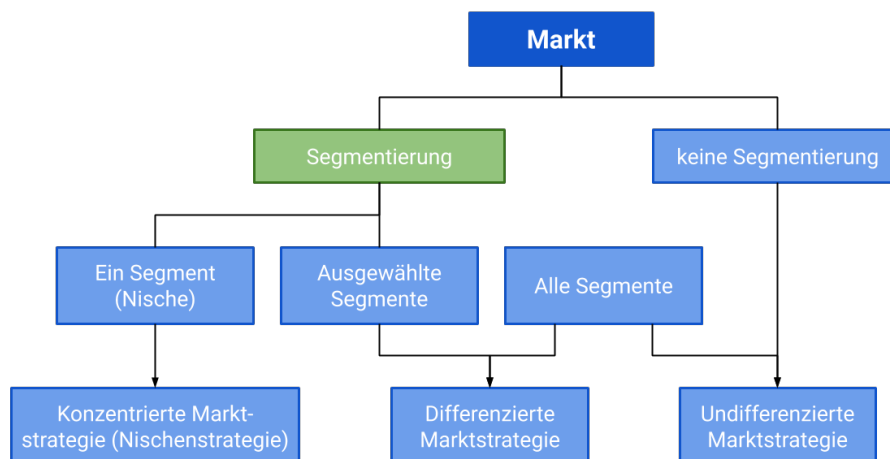 Markt
Segmentierung
keine Segmentierung
Ein Segment
(Nische)
Ausgewählte
Segmente
Alle Segmente
Konzentrierte Markt-
strategie (Nischenstrategie)
Differenzierte
Marktstrategie
Undifferenzierte
Marktstrategie